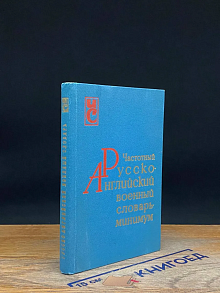 Частотный
Русско-
Английский
военный
словарь-
минимум
КНИГОЕД